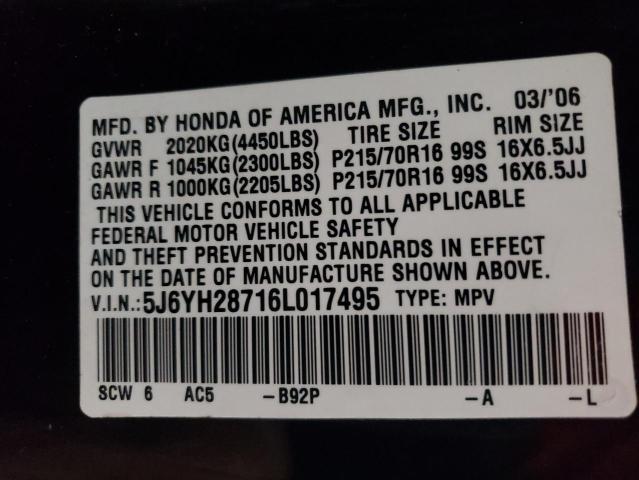 MFD. BY HONDA OF AMERICA MFG., INC. 03/'06
GVWR 2020KG(4450LBS) TIRE SIZE RIM SIZE
GAWR F 1045KG(2300LBS) P215/70R16 99S 16X6.5JJ
GAWR R 1000KG(2205LBS) P215/70R16 99S 16X6.5JJ
THIS VEHICLE CONFORMS TO ALL APPLICABLE
FEDERAL MOTOR VEHICLE SAFETY
AND THEFT PREVENTION STANDARDS IN EFFECT
ON THE DATE OF MANUFACTURE SHOWN ABOVE.
V.I.N.:5J6YH28716L017495 TYPE: MPV
SCW 6 AC5 -B92P -A -L